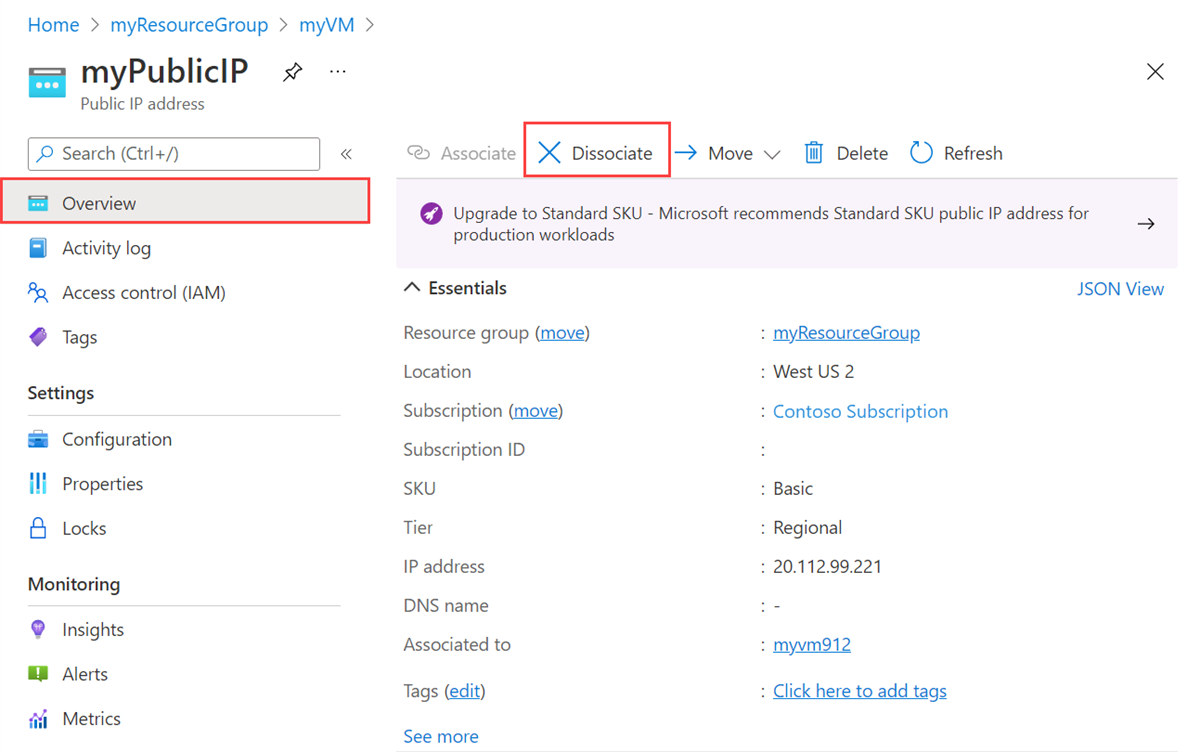 Home > myResourceGroup > myVM >
myPublicIP ...
Public IP address
Search (Ctrl+/) «
Overview
Activity log
Access control (IAM)
Tags
Settings
Configuration
Properties
Locks
Monitoring
Insights
Alerts
Metrics
Associate Dissociate Move Delete Refresh
Upgrade to Standard SKU - Microsoft recommends Standard SKU public IP address for
production workloads
Essentials JSON View
Resource group (move) : myResourceGroup
Location : West US 2
Subscription (move) : Contoso Subscription
Subscription ID :
SKU : Basic
Tier : Regional
IP address : 20.112.99.221
DNS name : -
Associated to : myvm912
Tags (edit) : Click here to add tags
See more